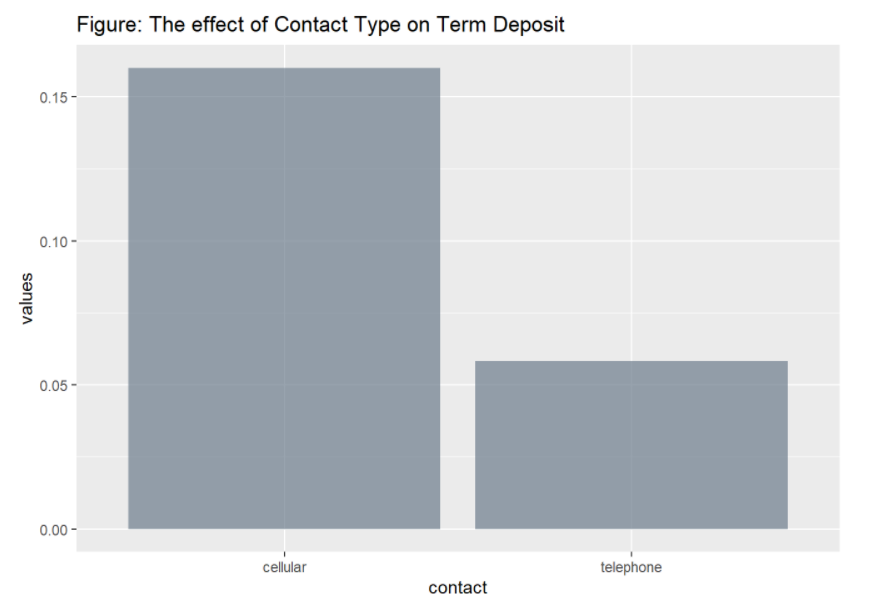 Figure: The effect of Contact Type on Term Deposit
0.15
0.10
0.05
0.00
values
cellular
telephone
contact